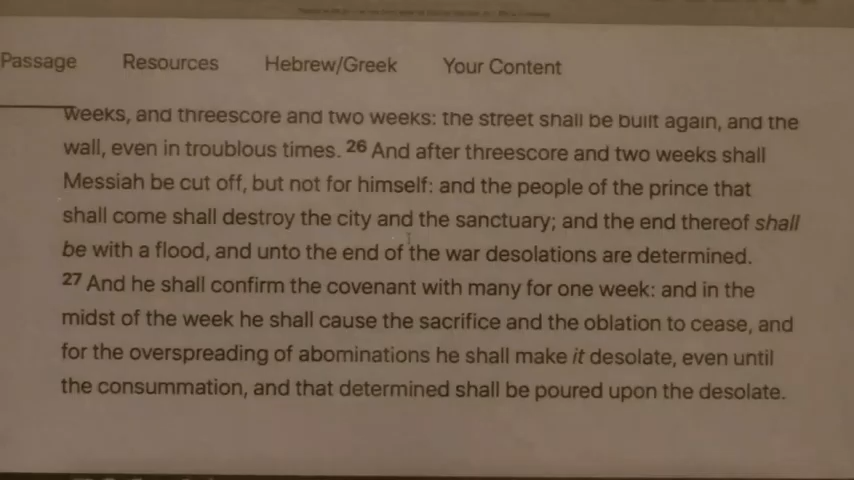 Passage Resources Hebrew/Greek Your Content
weeks, and threescore and two weeks: the street shall be built again, and the
wall, even in troublous times. 26 And after threescore and two weeks shall
Messiah be cut off, but not for himself: and the people of the prince that
shall come shall destroy the city and the sanctuary; and the end thereof shall
be with a flood, and unto the end of the war desolations are determined.
27 And he shall confirm the covenant with many for one week: and in the
midst of the week he shall cause the sacrifice and the oblation to cease, and
for the overspreading of abominations he shall make it desolate, even until
the consummation, and that determined shall be poured upon the desolate.